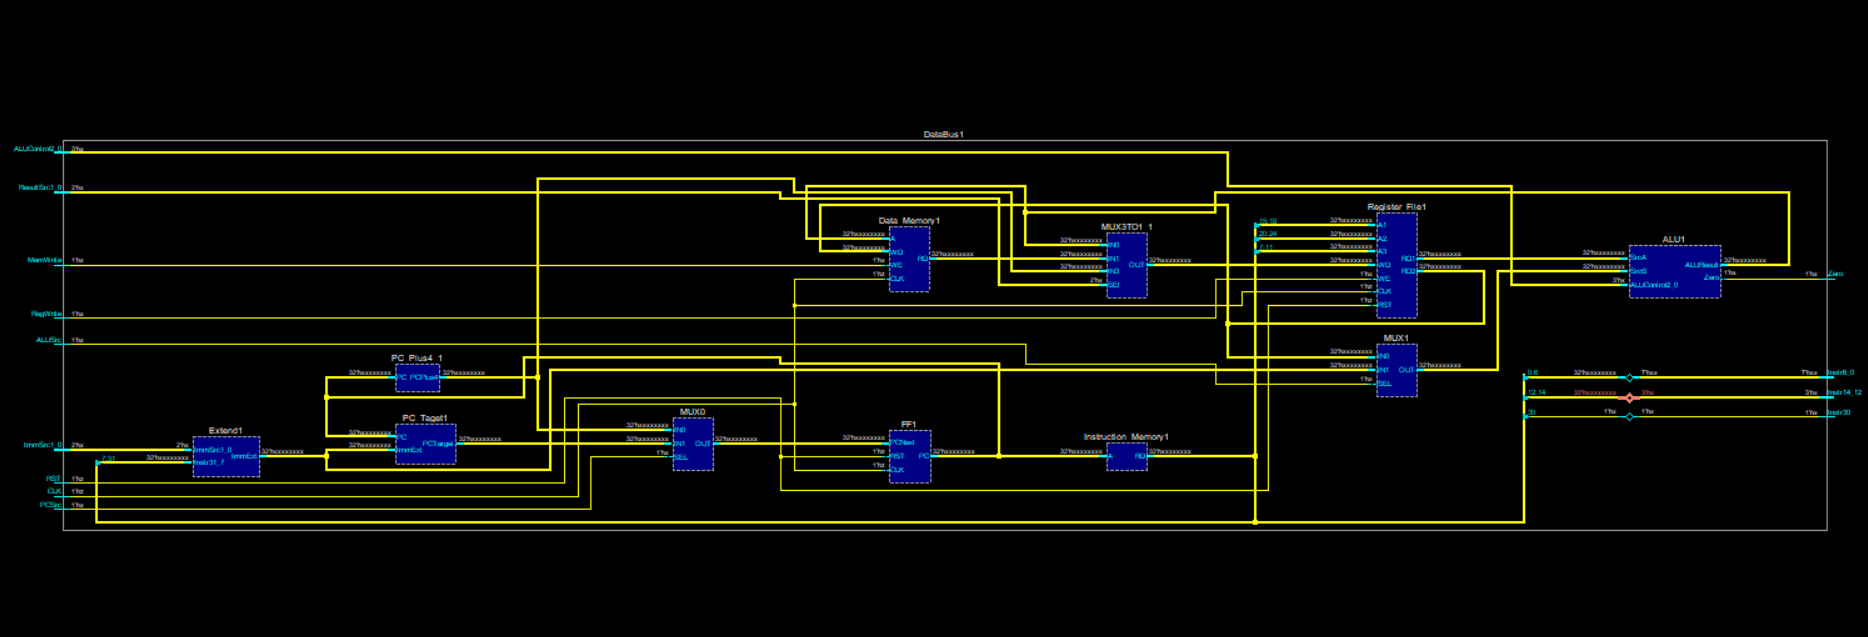 DataBus1
ALUControl2_0 3'hx
ResultSrc1_0 2'hx
MemWrite 1'hx
RegWrite 1'hx
ALUSrc 1'hx
ImmSrc1_0 2'hx
RST 1'hx
CLK 1'hx
PCSrc 1'hx
Extend1
2'hx ImmSrc1_0
7:31 32'hxxxxxxxx Instr31_7
ImmExt 32'hxxxxxxxx
PC_Plus4_1
32'hxxxxxxxx PC PCPlus4 32'hxxxxxxxx
PC_Taget1
32'hxxxxxxxx PC
PCTarget 32'hxxxxxxxx
32'hxxxxxxxx ImmExt
MUX0
32'hxxxxxxxx IN0
32'hxxxxxxxx IN1 OUT 32'hxxxxxxxx
1'hx SEL
Data_Memory1
32'hxxxxxxxx A
32'hxxxxxxxx WD
RD 32'hxxxxxxxx
1'hx WE
1'hx CLK
FF1
32'hxxxxxxxx PCNext
1'hx RST PC 32'hxxxxxxxx
1'hx CLK
MUX3TO1_1
32'hxxxxxxxx IN0
32'hxxxxxxxx IN1
OUT 32'hxxxxxxxx
32'hxxxxxxxx
2'hx SEl
Instruction_Memory1
32'hxxxxxxxx A RD 32'hxxxxxxxx
Register_File1
15:19 32'hxxxxxxxx A1
20:24 32'hxxxxxxxx A2
7:11 32'hxxxxxxxx A3
RD1 32'hxxxxxxxx
32'hxxxxxxxx WD
RD2 32'hxxxxxxxx
1'hx WE
1'hx CLK
1'hx RST
MUX1
32'hxxxxxxxx IN0
32'hxxxxxxxx IN1 OUT 32'hxxxxxxxx
1'hx SEL
ALU1
32'hxxxxxxxx SrcA
ALUResult 32'hxxxxxxxx
32'hxxxxxxxx SrcB
Zero 1'hx
3'hx ALUControl2_0
1'hx Zero
0:6 32'hxxxxxxxx 7'hxx 7'hxx Instr6_0
12:14 32'hxxxxxxxx 3'hx 3'hx Instr14_12
30 1'hx 1'hx 1'hx Instr30